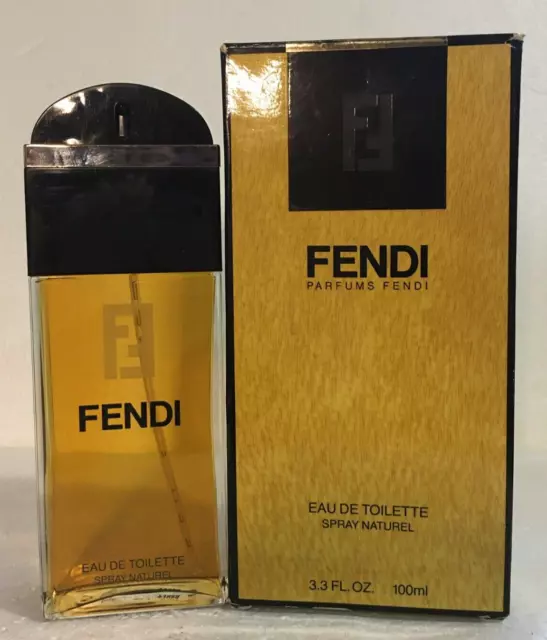 FENDI
EAU DE TOILETTE
SPRAY NATUREL
FENDI
PARFUMS FENDI
EAU DE TOILETTE
SPRAY NATUREL
3.3 FL.OZ. 100ml